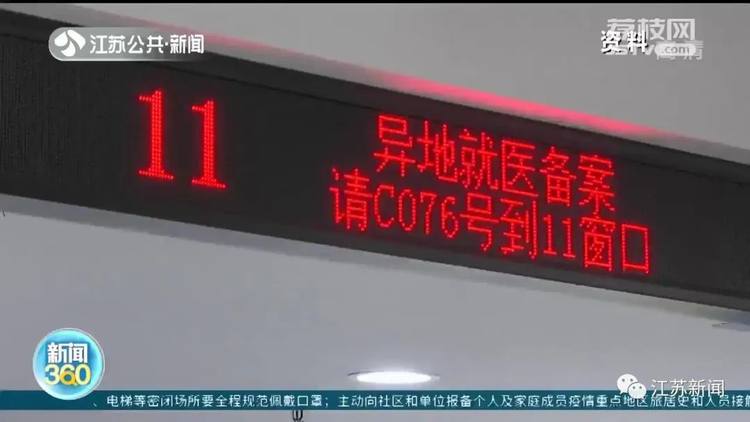 江苏公共·新闻
荔枝网
资料
.com
11
异地就医备案
请C076号到11窗口
新闻
360
江苏新闻
、电梯等密闭场所要全程规范佩戴口罩；主动向社区和单位报备个人及家庭成员疫情重点地区旅居史和人员接触